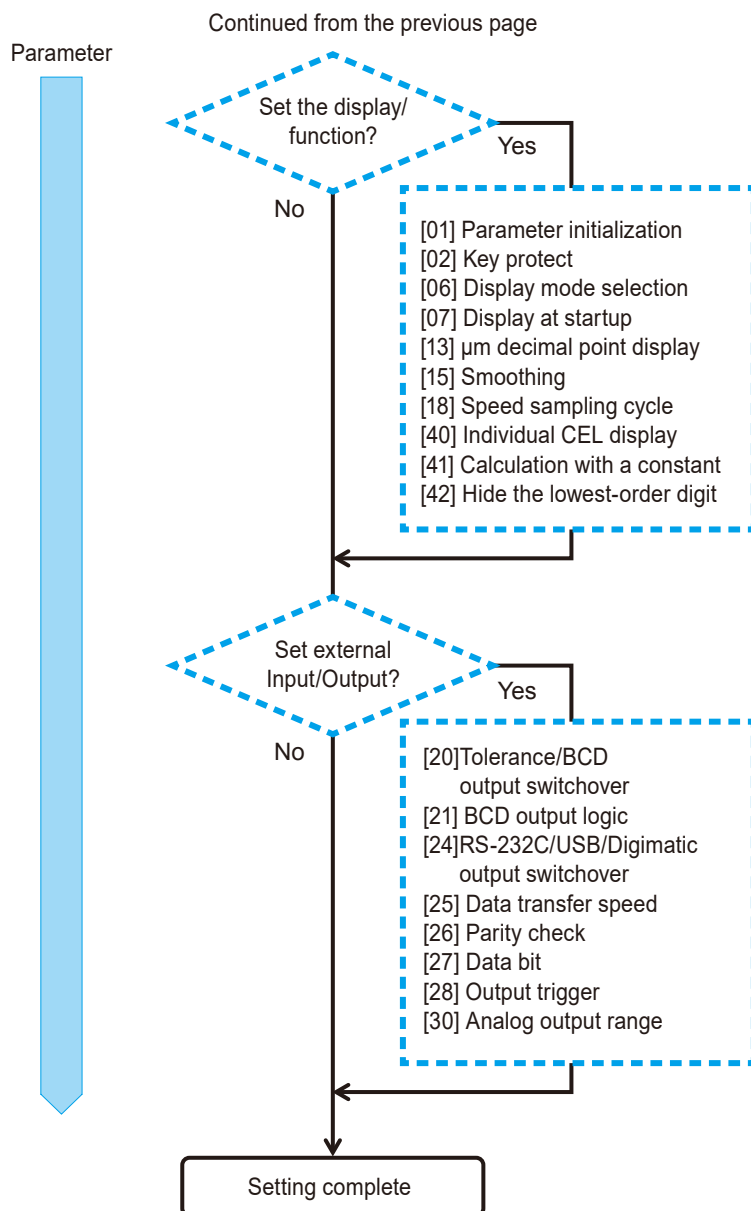 Continued from the previous page
Parameter
Set the display/
function?
Yes
No
[01] Parameter initialization
[02] Key protect
[06] Display mode selection
[07] Display at startup
[13] µm decimal point display
[15] Smoothing
[18] Speed sampling cycle
[40] Individual CEL display
[41] Calculation with a constant
[42] Hide the lowest-order digit
Set external
Input/Output?
Yes
No
[20]Tolerance/BCD
output switchover
[21] BCD output logic
[24]RS-232C/USB/Digimatic
output switchover
[25] Data transfer speed
[26] Parity check
[27] Data bit
[28] Output trigger
[30] Analog output range
Setting complete